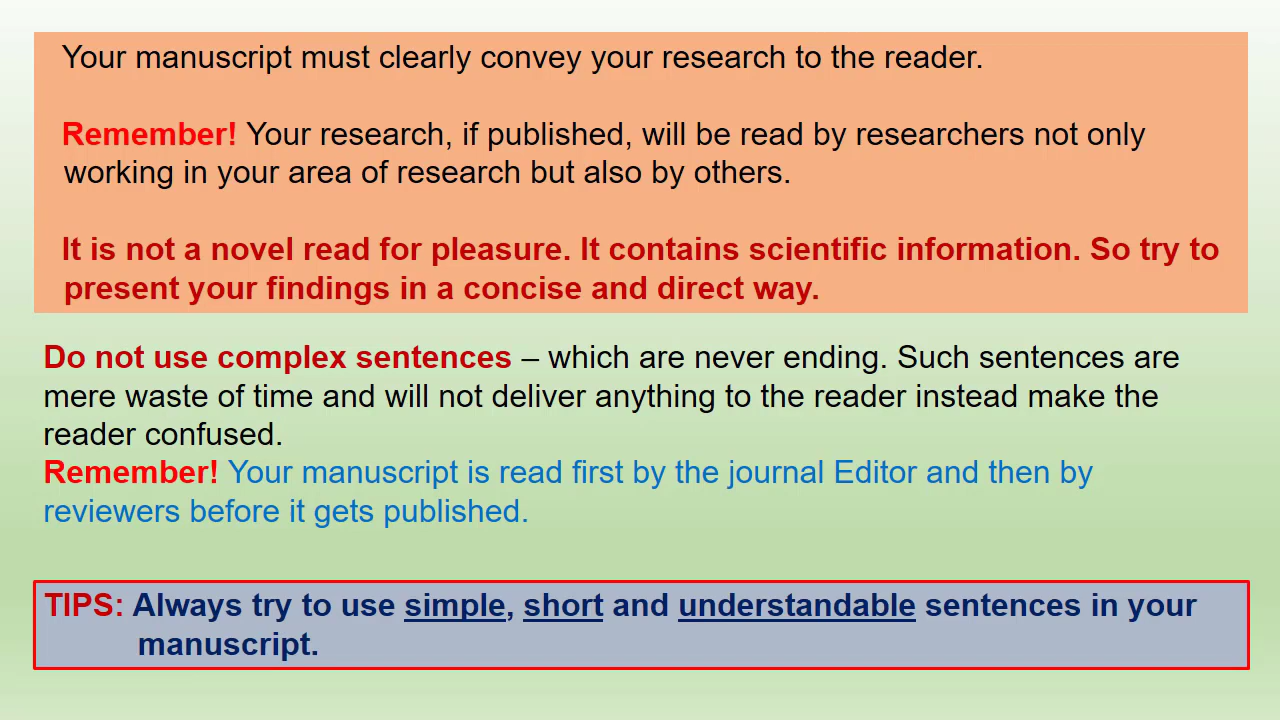 Your manuscript must clearly convey your research to the reader.
Remember! Your research, if published, will be read by researchers not only
working in your area of research but also by others.
It is not a novel read for pleasure. It contains scientific information. So try to
present your findings in a concise and direct way.
Do not use complex sentences – which are never ending. Such sentences are
mere waste of time and will not deliver anything to the reader instead make the
reader confused.
Remember! Your manuscript is read first by the journal Editor and then by
reviewers before it gets published.
TIPS: Always try to use simple, short and understandable sentences in your
manuscript.